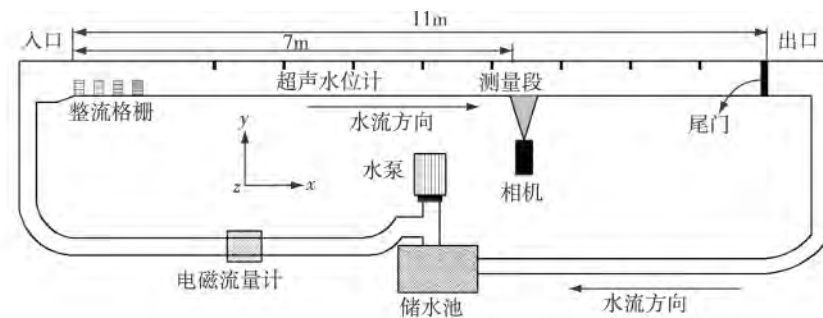 11m
入口
出口
7m
超声水位计
测量段
整流格栅
水流方向
尾门
y
水泵
z
x
相机
电磁流量计
储水池
水流方向